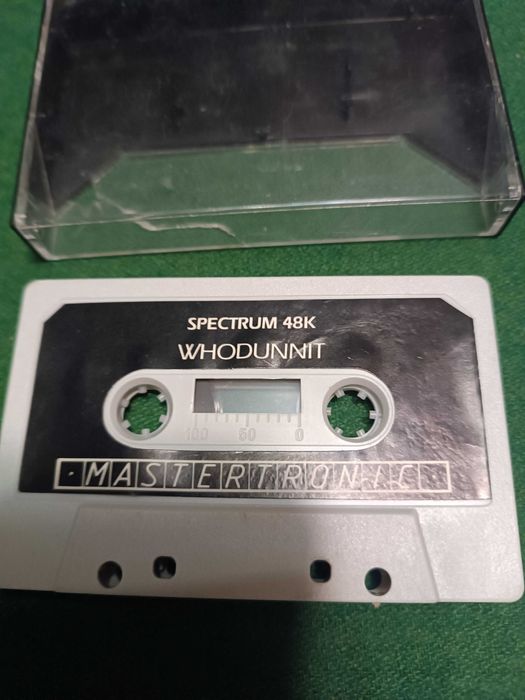 SPECTRUM 48K
WHODUNNIT
100 50 0
·MASTERTRONIC·